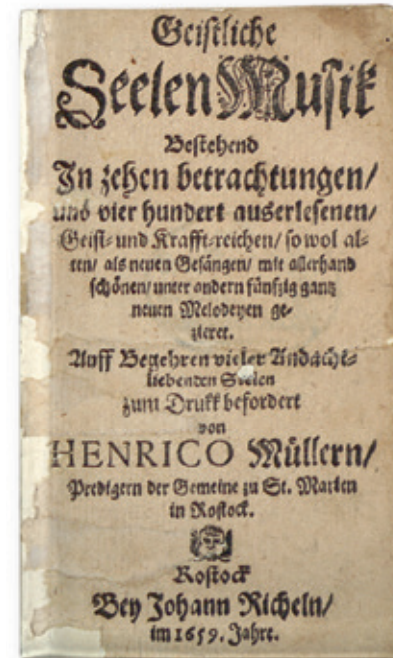 Geistliche
Seelen Musik
Bestehend
In zehen betrachtungen/
und vier hundert auserlesenen/
Geist- und Krafft-reichen/ so wol al-
ten/ als neuen Gesängen/ mit allerhand
schönen/ unter andern fünfzig gantz
neuen Melodeyen ge-
zieret.
Auff Begehren vieler Andacht-
liebenden Seelen
zum Drukk befordert
von
HENRICO Müllern/
Predigern der Gemeine zu St. Marien
in Rostock.
Rostock
Bey Johann Richeln/
im 1659. Jahre.